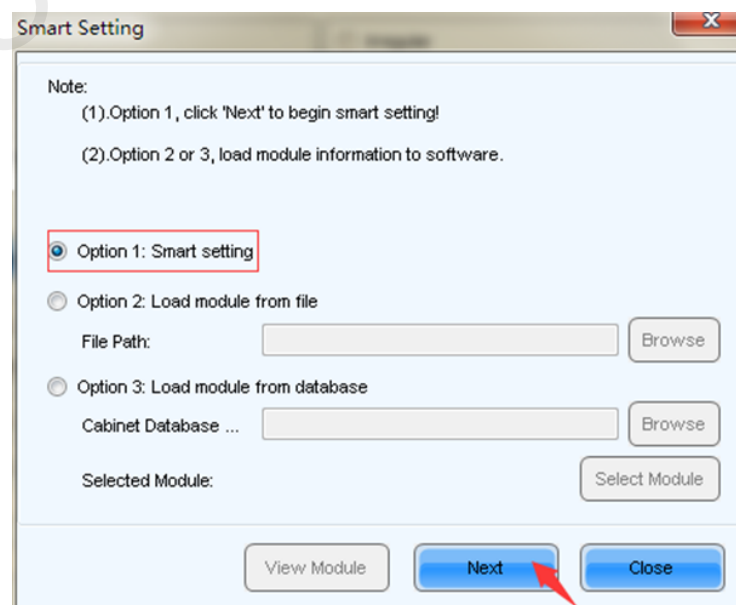 Smart Setting
X
Note:
(1).Option 1, click 'Next' to begin smart setting!
(2).Option 2 or 3, load module information to software.
Option 1: Smart setting
Option 2: Load module from file
File Path:
Browse
Option 3: Load module from database
Cabinet Database ...
Browse
Selected Module:
Select Module
View Module
Next
Close